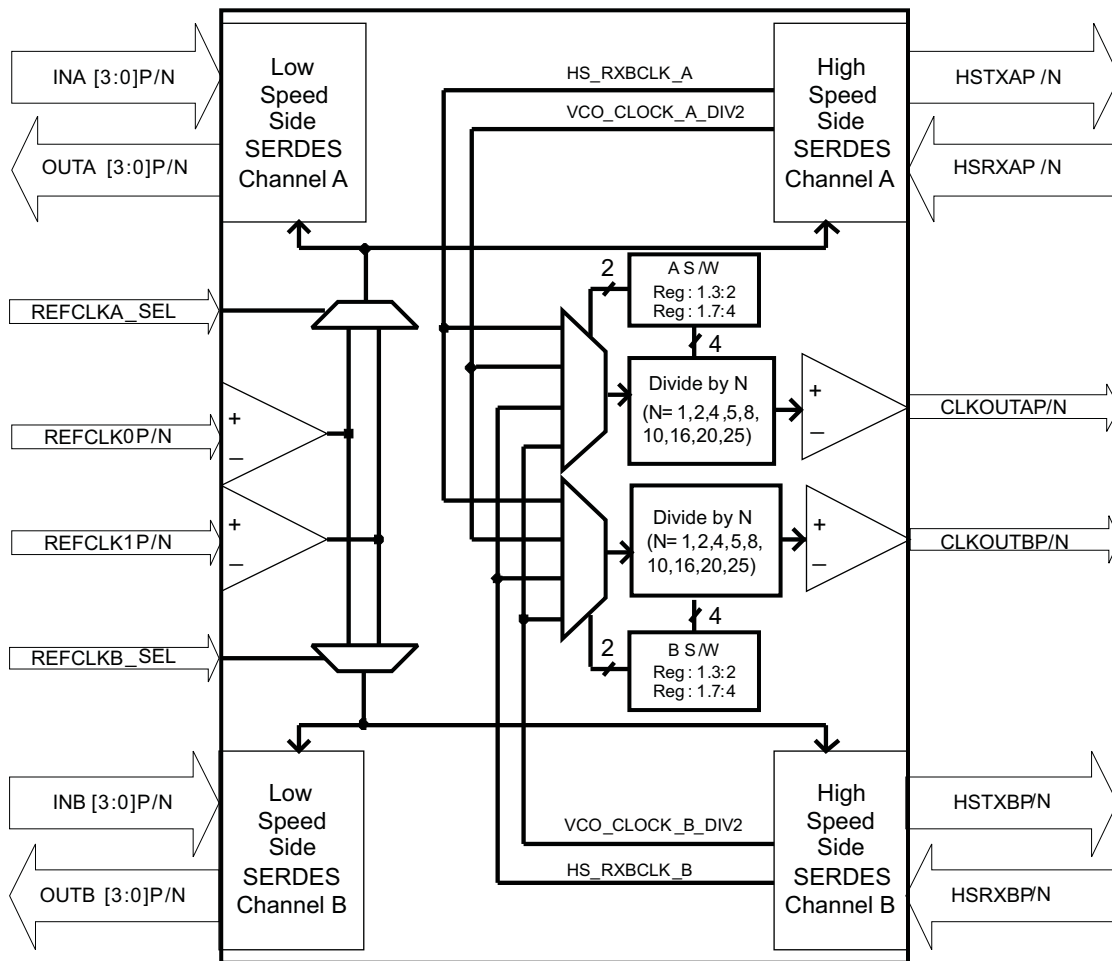 INA [3:0]P/N
OUTA [3:0]P/N
Low
Speed
Side
SERDES
Channel A
HS_RXBCLK_A
VCO_CLOCK_A_DIV2
High
Speed
Side
SERDES
Channel A
HSTXAP/N
HSRXAP/N
REFCLKA_SEL
2
A S/W
Reg : 1.3:2
Reg : 1.7:4
4
Divide by N
(N= 1,2,4,5,8,
10,16,20,25)
+
−
CLKOUTAP/N
REFCLK0P/N
+
−
REFCLK1P/N
+
−
Divide by N
(N= 1,2,4,5,8,
10,16,20,25)
+
−
CLKOUTBP/N
4
2
B S/W
Reg : 1.3:2
Reg : 1.7:4
REFCLKB_SEL
INB [3:0]P/N
OUTB [3:0]P/N
Low
Speed
Side
SERDES
Channel B
VCO_CLOCK_B_DIV2
HS_RXBCLK_B
High
Speed
Side
SERDES
Channel B
HSTXBP/N
HSRXBP/N